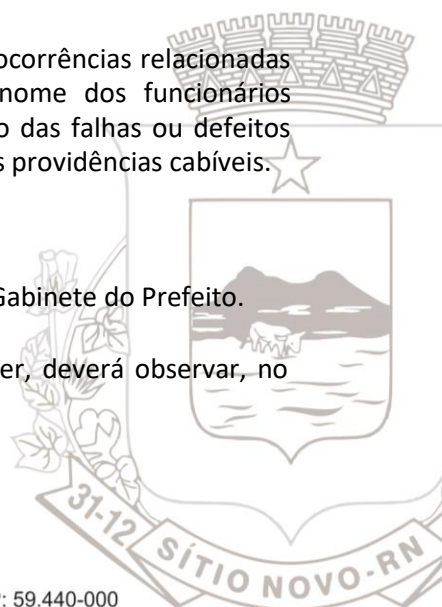 ocorrências relacionadas
nome dos funcionários
o das falhas ou defeitos
s providências cabíveis.
Gabinete do Prefeito.
er, deverá observar, no
31-12
SÍTIO NOVO-RN
: 59.440-000